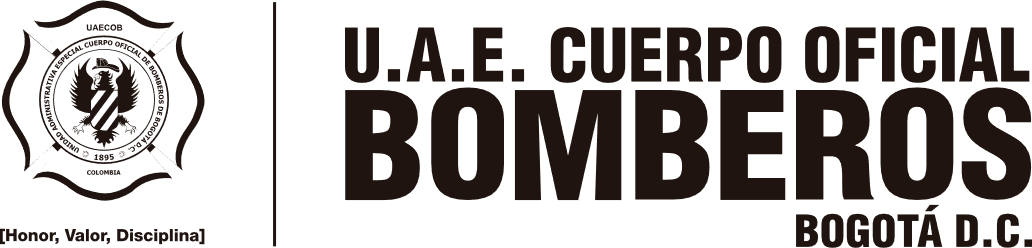 UAECOB
UNIDAD ADMINISTRATIVA ESPECIAL CUERPO OFICIAL DE BOMBEROS DE BOGOTÁ D.C.
1895
COLOMBIA
[Honor, Valor, Disciplina]
U.A.E. CUERPO OFICIAL
BOMBEROS
BOGOTÁ D.C.